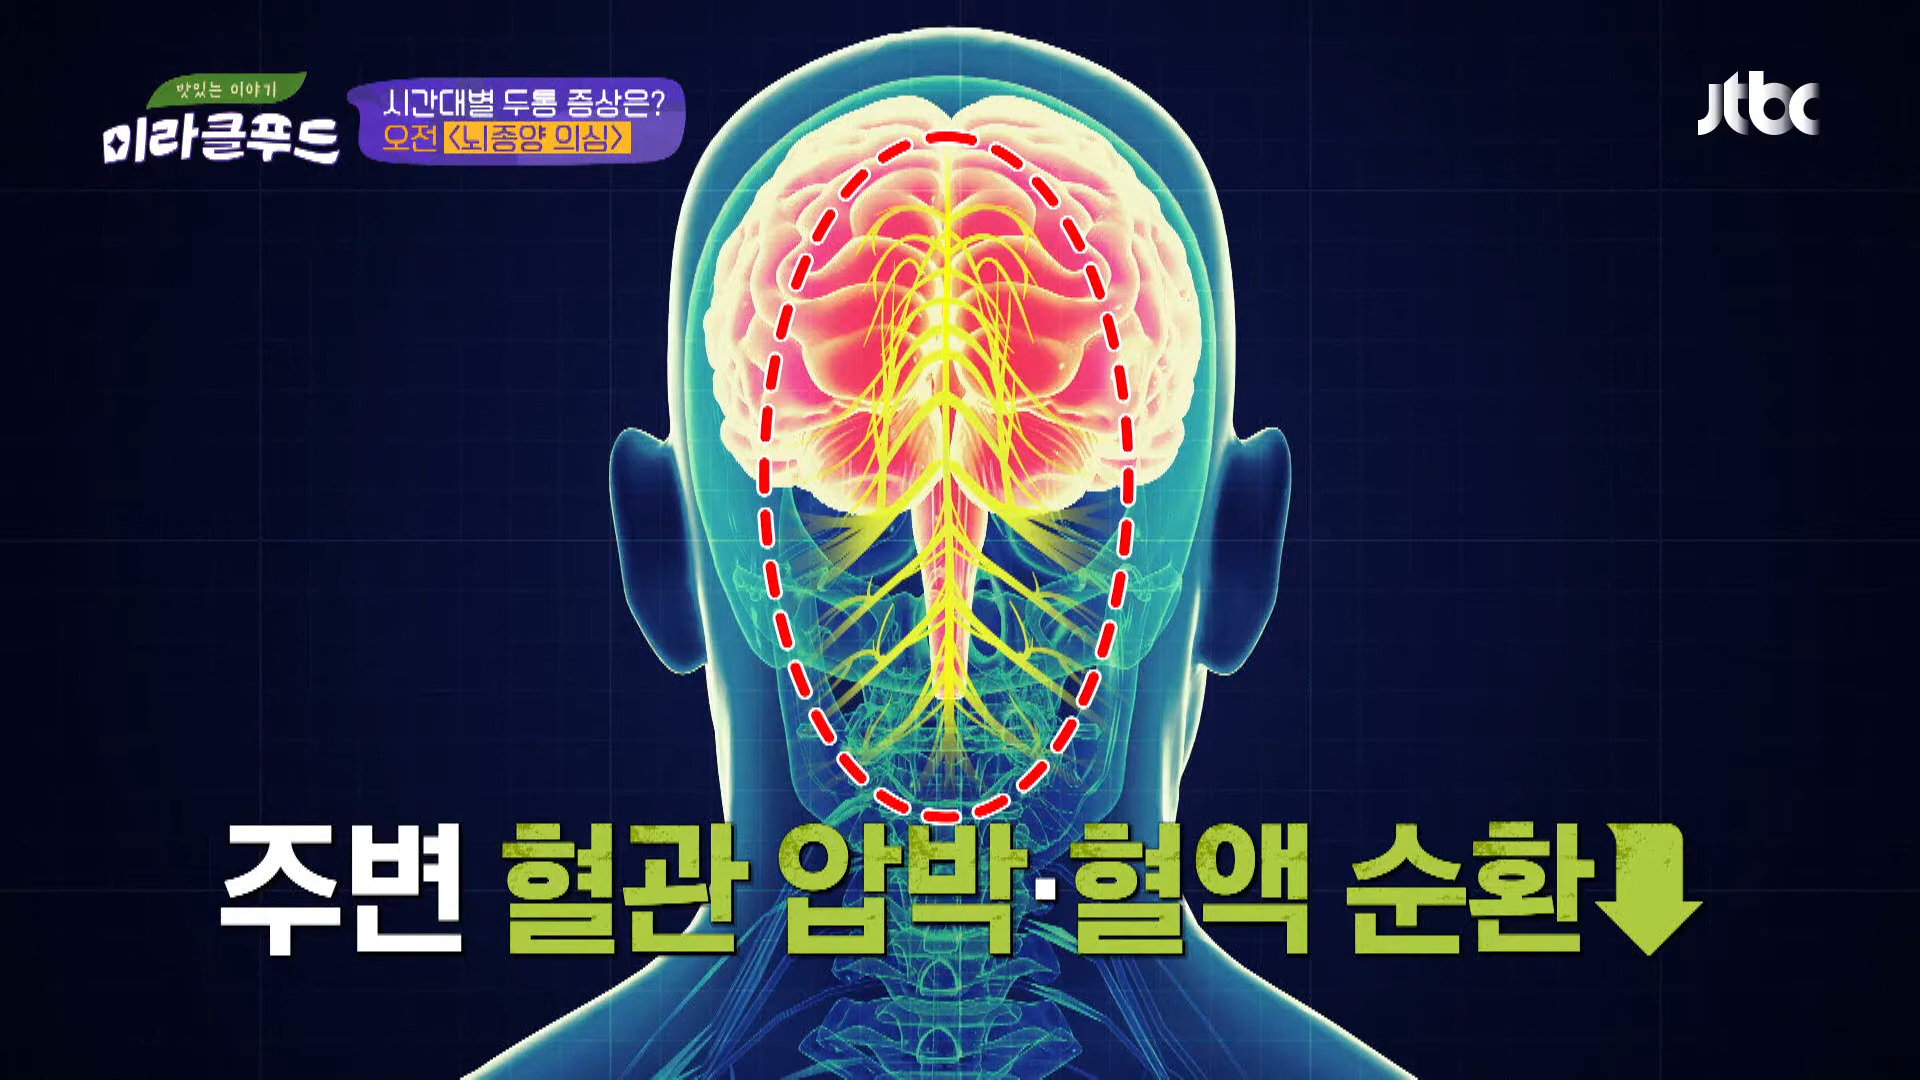 맛있는 이야기
미라클푸드
시간대별 두통 증상은?
오전 <뇌종양 의심>
jtbc
주변 혈관 압박·혈액 순환↓